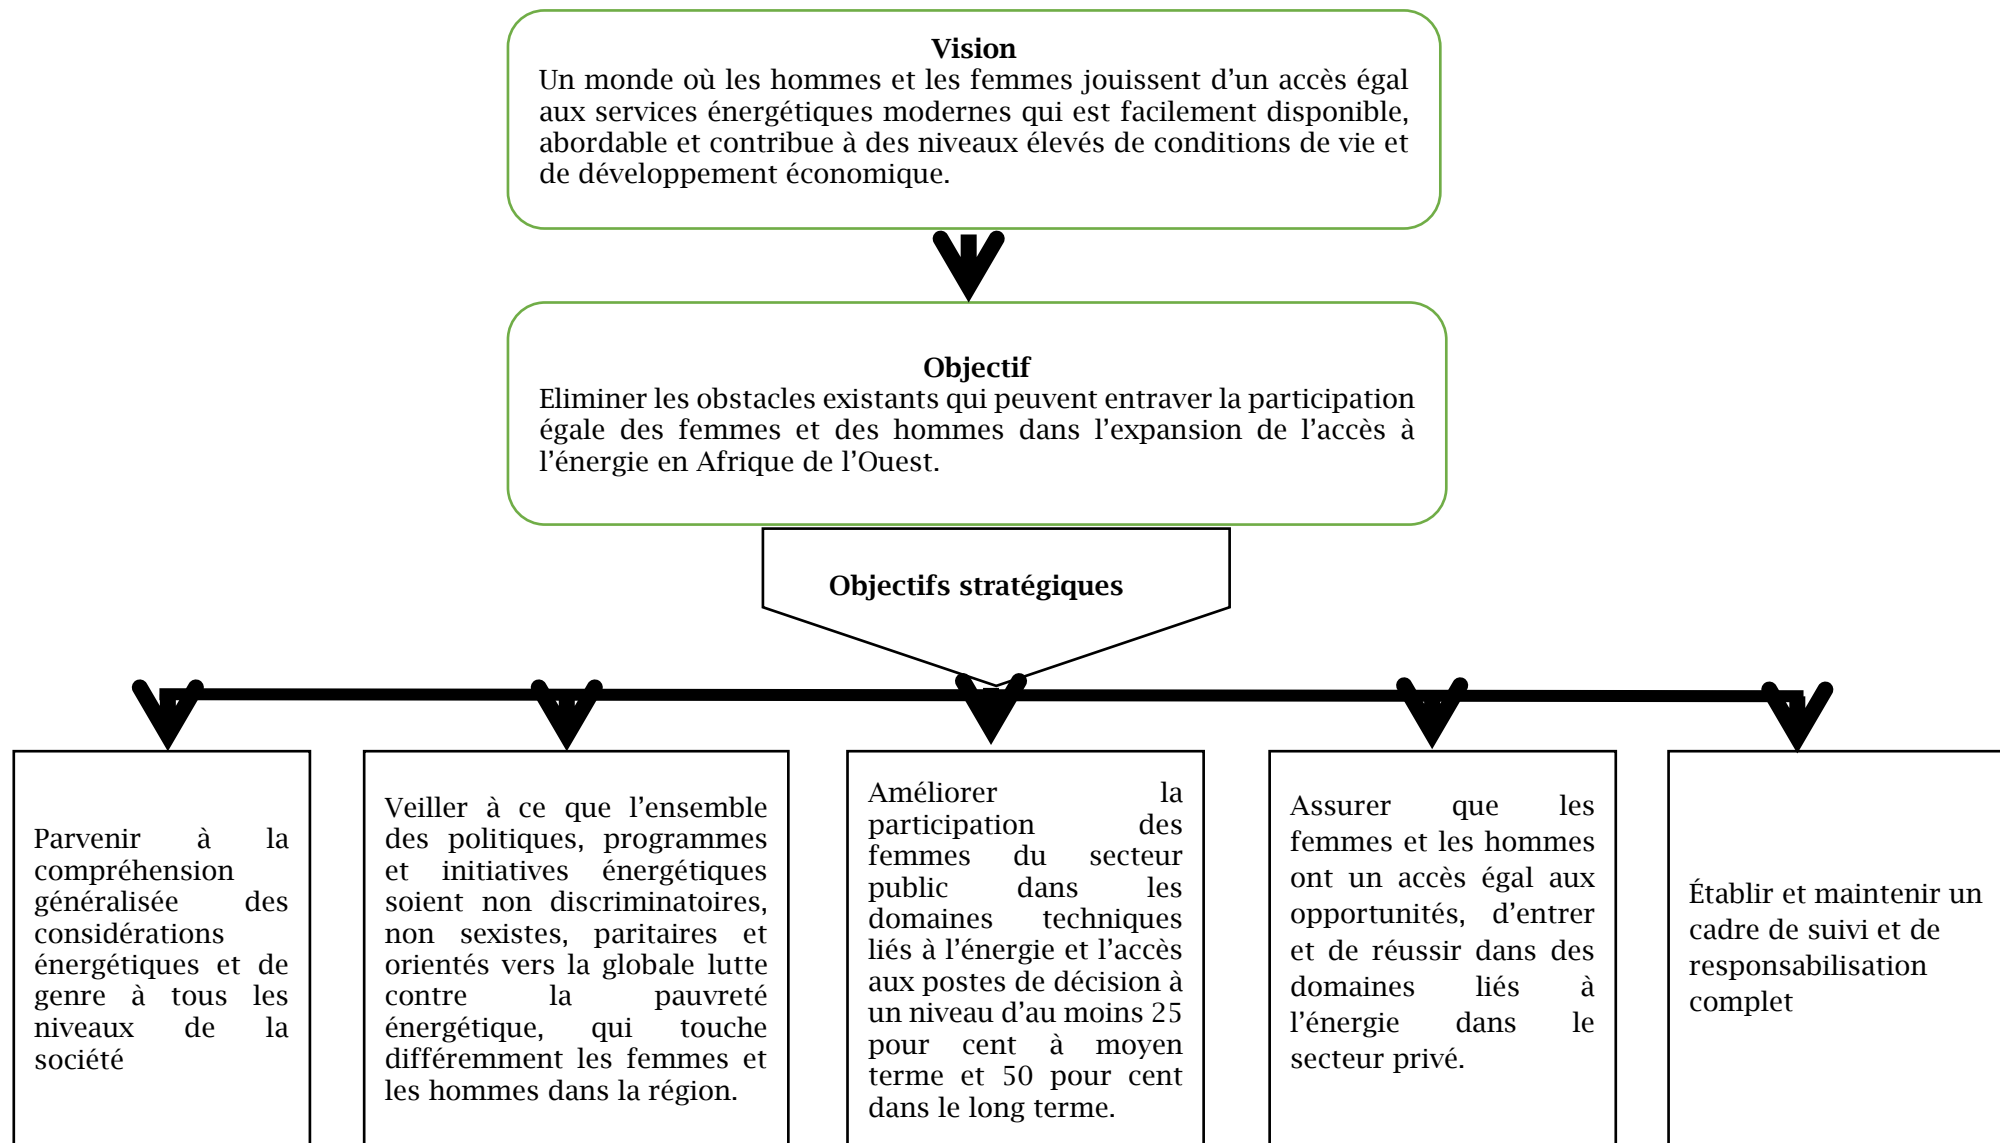 Vision
Un monde où les hommes et les femmes jouissent d’un accès égal
aux services énergétiques modernes qui est facilement disponible,
abordable et contribue à des niveaux élevés de conditions de vie et
de développement économique.
Objectif
Eliminer les obstacles existants qui peuvent entraver la participation
égale des femmes et des hommes dans l’expansion de l’accès à
l’énergie en Afrique de l’Ouest.
Objectifs stratégiques
Parvenir à la
compréhension
généralisée des
considérations
énergétiques et de
genre à tous les
niveaux de la
société
Veiller à ce que l’ensemble
des politiques, programmes
et initiatives énergétiques
soient non discriminatoires,
non sexistes, paritaires et
orientés vers la globale lutte
contre la pauvreté
énergétique, qui touche
différemment les femmes et
les hommes dans la région.
Améliorer la
participation des
femmes du secteur
public dans les
domaines techniques
liés à l’énergie et l’accès
aux postes de décision à
un niveau d’au moins 25
pour cent à moyen
terme et 50 pour cent
dans le long terme.
Assurer que les
femmes et les hommes
ont un accès égal aux
opportunités, d’entrer
et de réussir dans des
domaines liés à
l’énergie dans le
secteur privé.
Établir et maintenir un
cadre de suivi et de
responsabilisation
complet